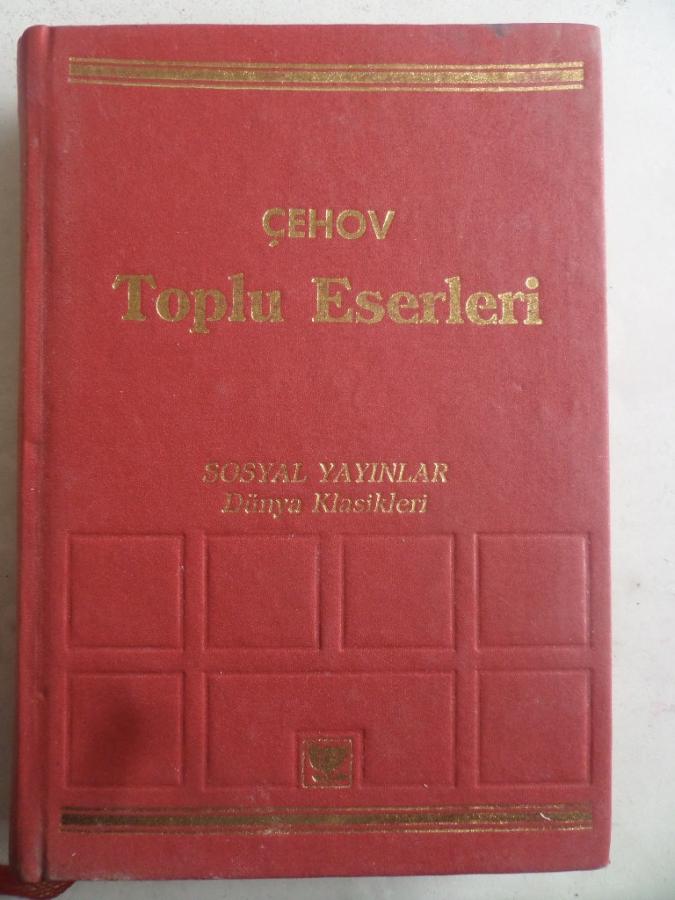 ÇEHOV
Toplu Eserleri
SOSYAL YAYINLAR
Dünya Klasikleri